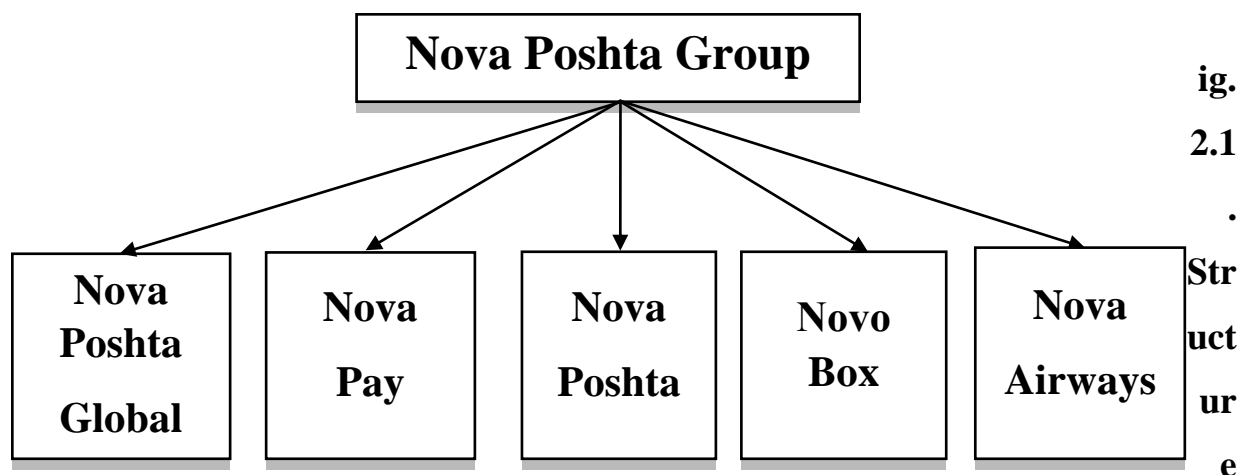 Nova Poshta Group
Nova
Poshta
Global
Nova
Pay
Nova
Poshta
Novo
Box
Nova
Airways
ig.
2.1
.
Str
uct
ur
e